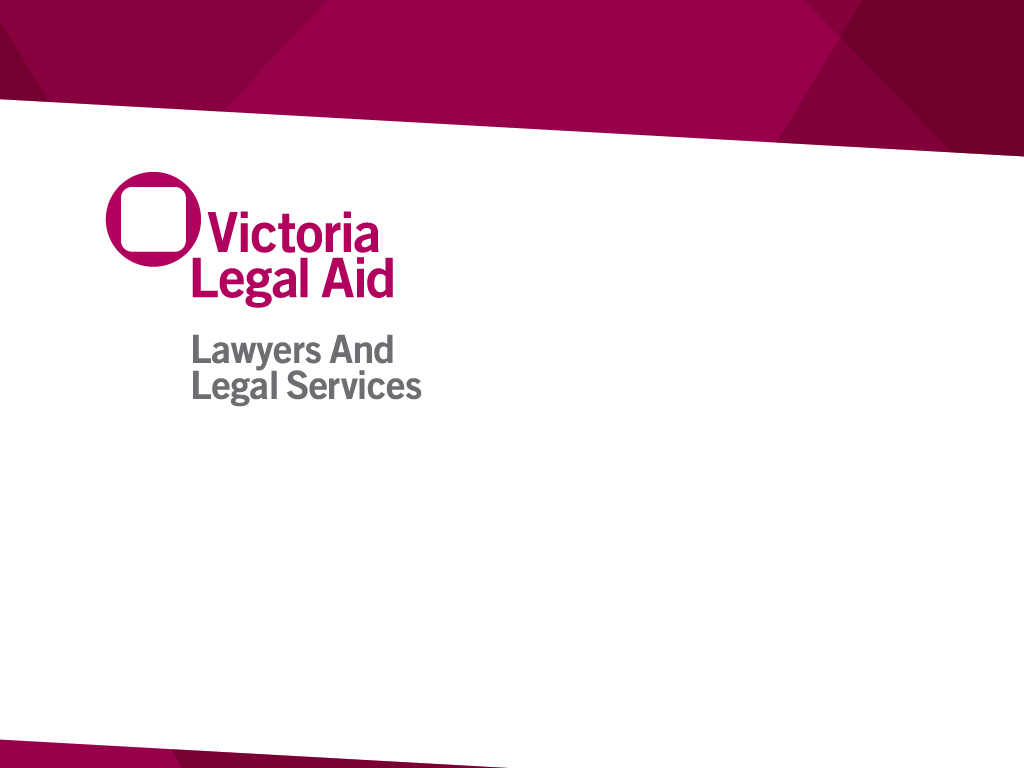 Victoria
Legal Aid
Lawyers And
Legal Services